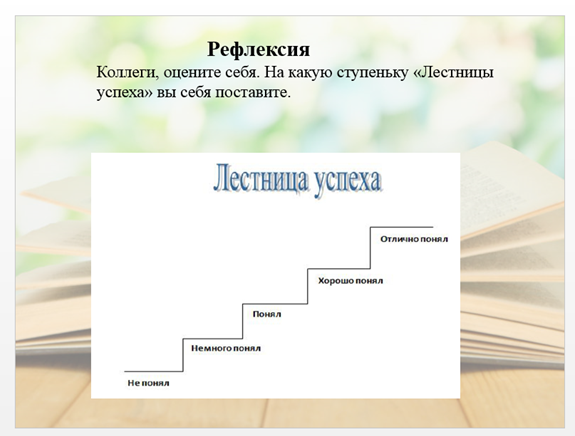 Рефлексия
Коллеги, оцените себя. На какую ступеньку «Лестницы
успеха» вы себя поставите.
Лестница успеха
Отлично понял
Хорошо понял
Понял
Немного понял
Не понял